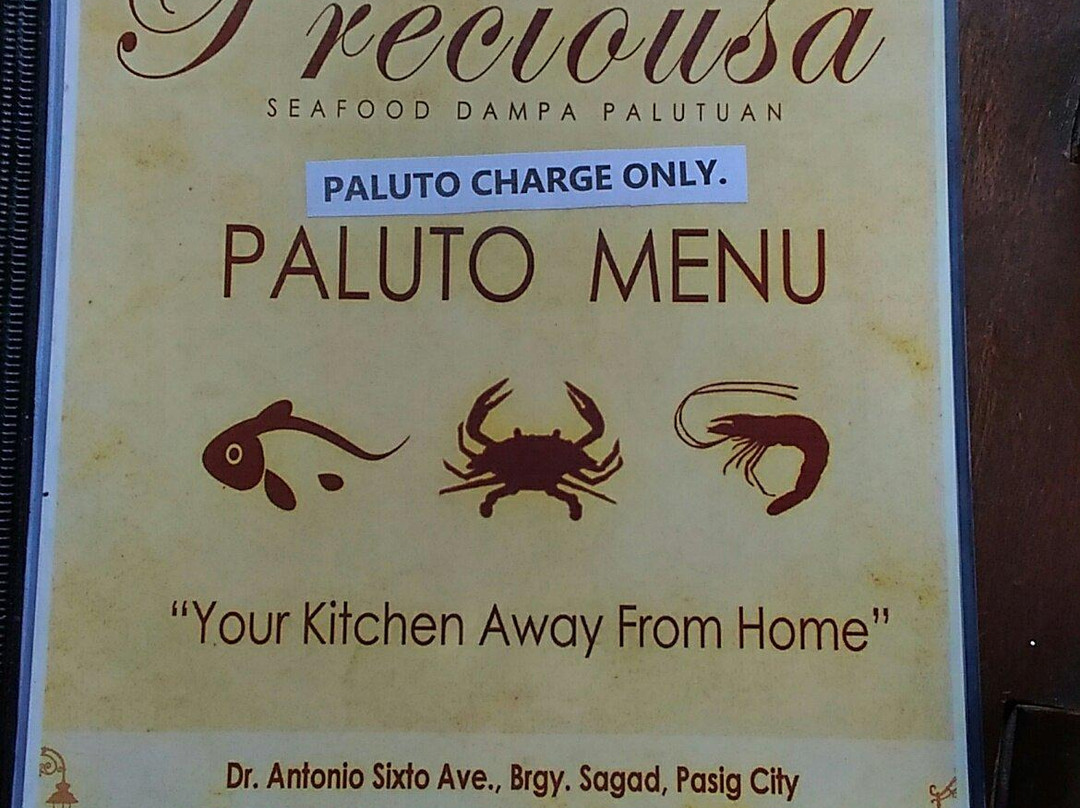 Preciousa
SEAFOOD DAMPA PALUTUAN
PALUTO CHARGE ONLY.
PALUTO MENU
“Your Kitchen Away From Home”
Dr. Antonio Sixto Ave., Brgy. Sagad, Pasig City